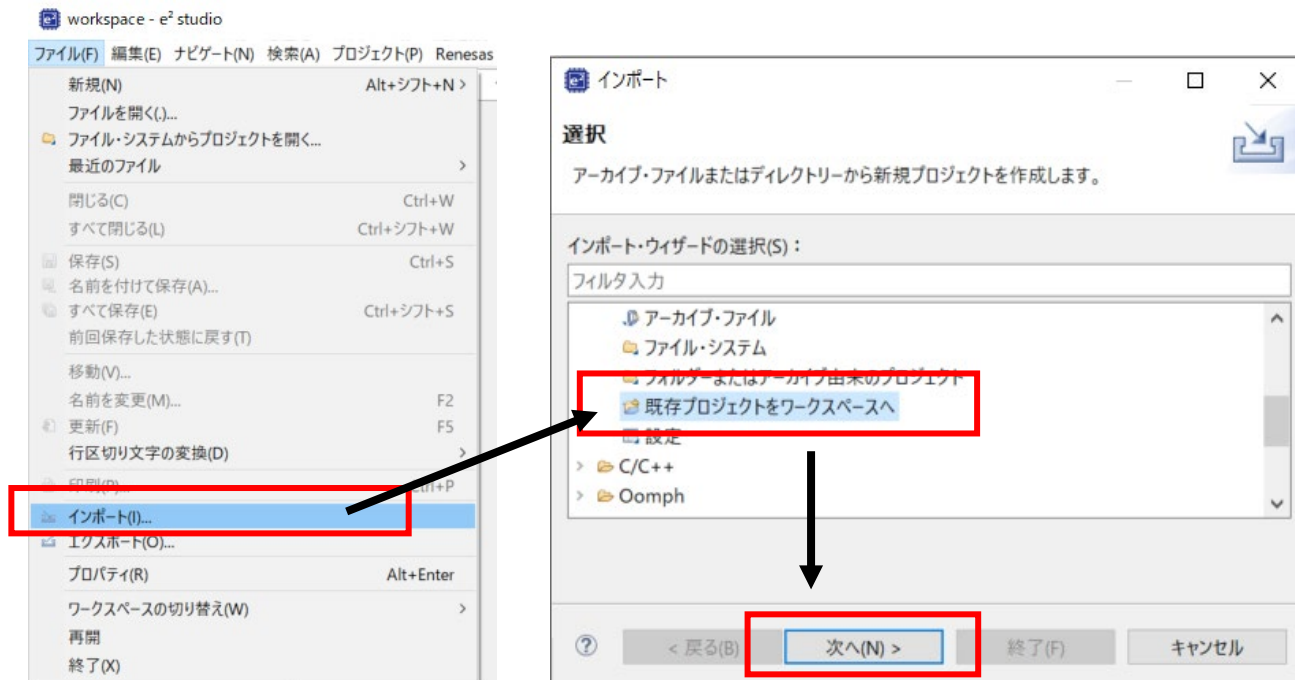 workspace - e² studio
ファイル(F) 編集(E) ナビゲート(N) 検索(A) プロジェクト(P) Renesas
新規(N) Alt+シフト+N >
ファイルを開く(.)...
ファイル・システムからプロジェクトを開く...
最近のファイル >
閉じる(C) Ctrl+W
すべて閉じる(L) Ctrl+シフト+W
保存(S) Ctrl+S
名前を付けて保存(A)...
すべて保存(E) Ctrl+シフト+S
前回保存した状態に戻す(T)
移動(V)...
名前を変更(M)... F2
更新(F) F5
行区切り文字の変換(D) >
印刷(P)... Ctrl+P
インポート(I)...
エクスポート(O)...
プロパティ(R) Alt+Enter
ワークスペースの切り替え(W) >
再開
終了(X)
インポート
選択
アーカイブ・ファイルまたはディレクトリーから新規プロジェクトを作成します。
インポート・ウィザードの選択(S)：
フィルタ入力
アーカイブ・ファイル
ファイル・システム
フォルダーまたはアーカイブ由来のプロジェクト
既存プロジェクトをワークスペースへ
設定
> C/C++
> Oomph
? < 戻る(B) 次へ(N) > 終了(F) キャンセル